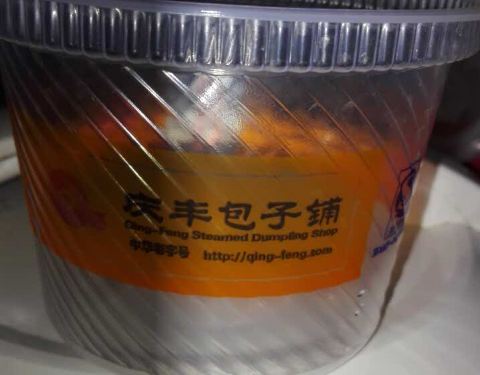 庆丰包子铺
Qing-Feng Steamed Dumpling Shop
中华老字号 http://qing-feng.com